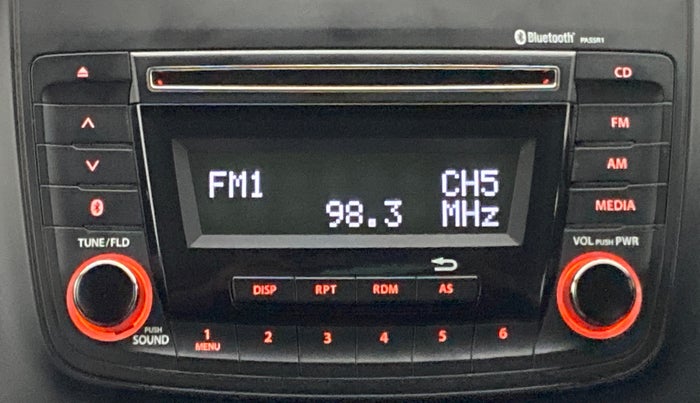 Bluetooth PASSR1
CD
FM1 CH5
98.3 MHz
FM
AM
MEDIA
TUNE/FLD
PUSH
SOUND
VOL PUSH PWR
DISP RPT RDM AS
1 2 3 4 5 6
MENU